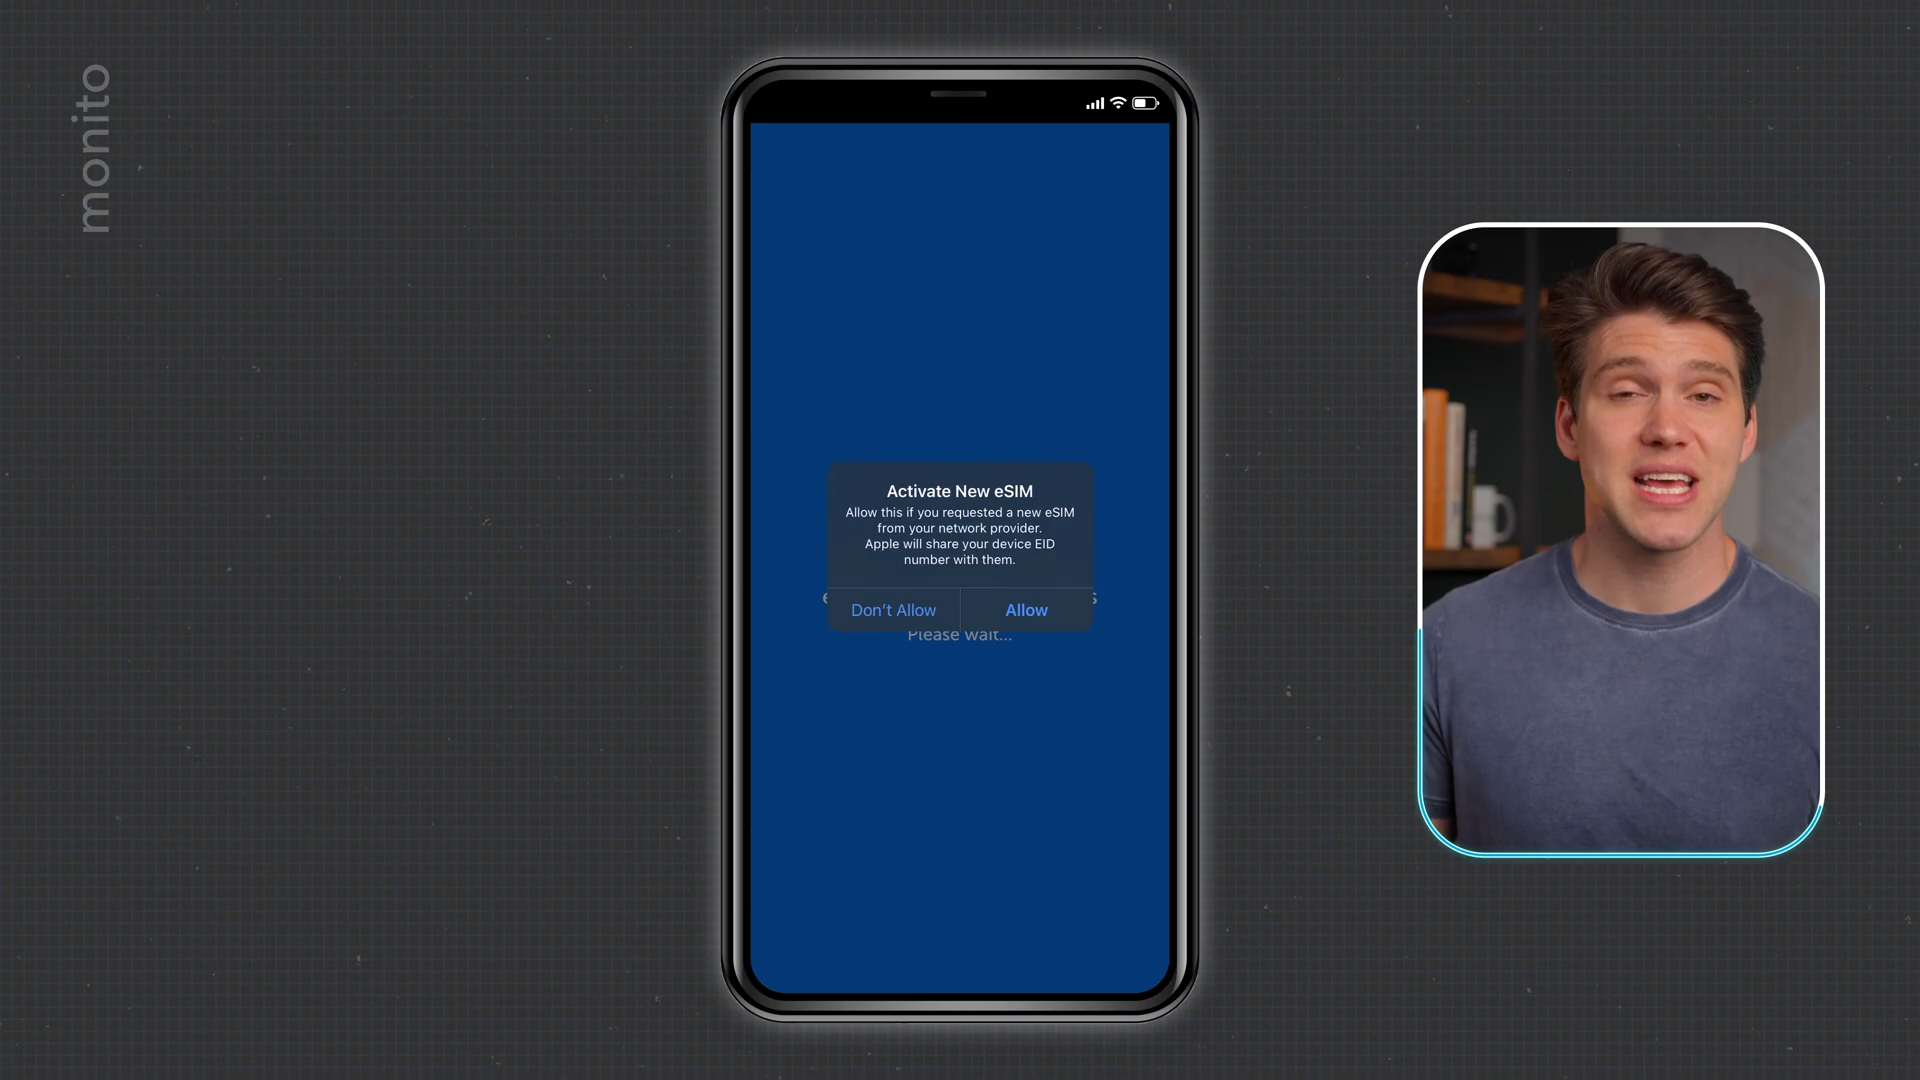 monito
Activate New eSIM
Allow this if you requested a new eSIM
from your network provider.
Apple will share your device EID
number with them.
Don't Allow
Allow
Please wait...